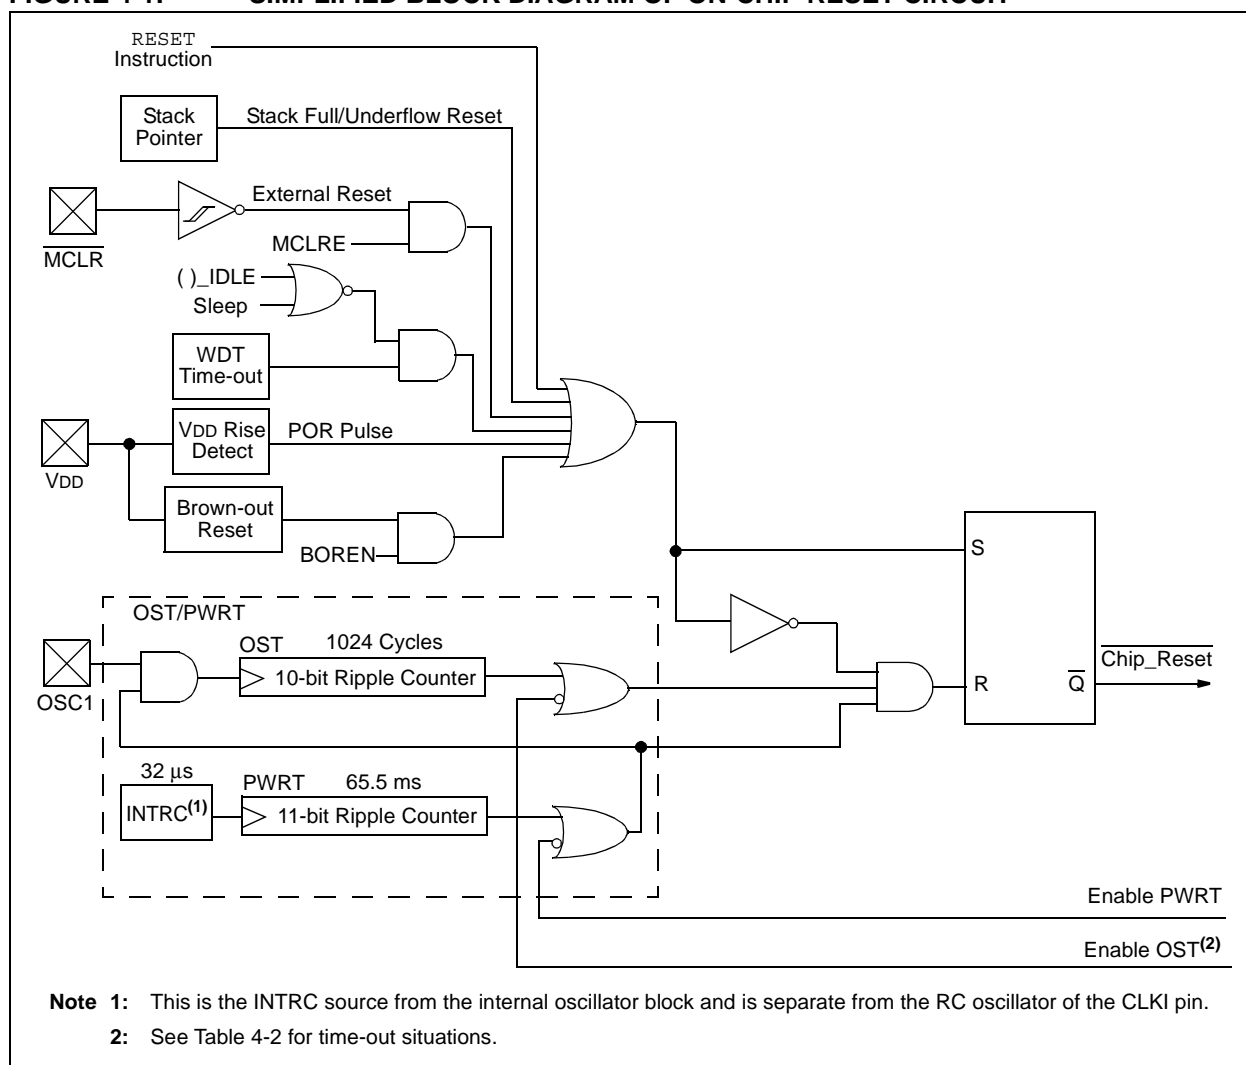 FIGURE 4-1: SIMPLIFIED BLOCK DIAGRAM OF ON-CHIP RESET CIRCUIT
RESET
Instruction
Stack
Pointer
Stack Full/Underflow Reset
External Reset
MCLR
MCLRE
( )_IDLE
Sleep
WDT
Time-out
VDD Rise
Detect
POR Pulse
VDD
Brown-out
Reset
BOREN
S
OST/PWRT
OST 1024 Cycles
10-bit Ripple Counter
OSC1
Chip_Reset
R
Q
32 μs
INTRC(1)
PWRT 65.5 ms
11-bit Ripple Counter
Enable PWRT
Enable OST(2)
Note 1: This is the INTRC source from the internal oscillator block and is separate from the RC oscillator of the CLKI pin.
2: See Table 4-2 for time-out situations.